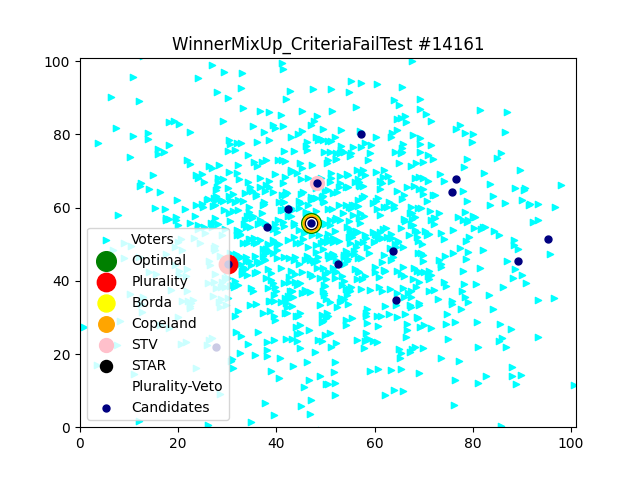 WinnerMixUp_CriteriaFailTest #14161
100
80
60
40
20
0
0
20
40
60
80
100
Voters
Optimal
Plurality
Borda
Copeland
STV
STAR
Plurality-Veto
Candidates